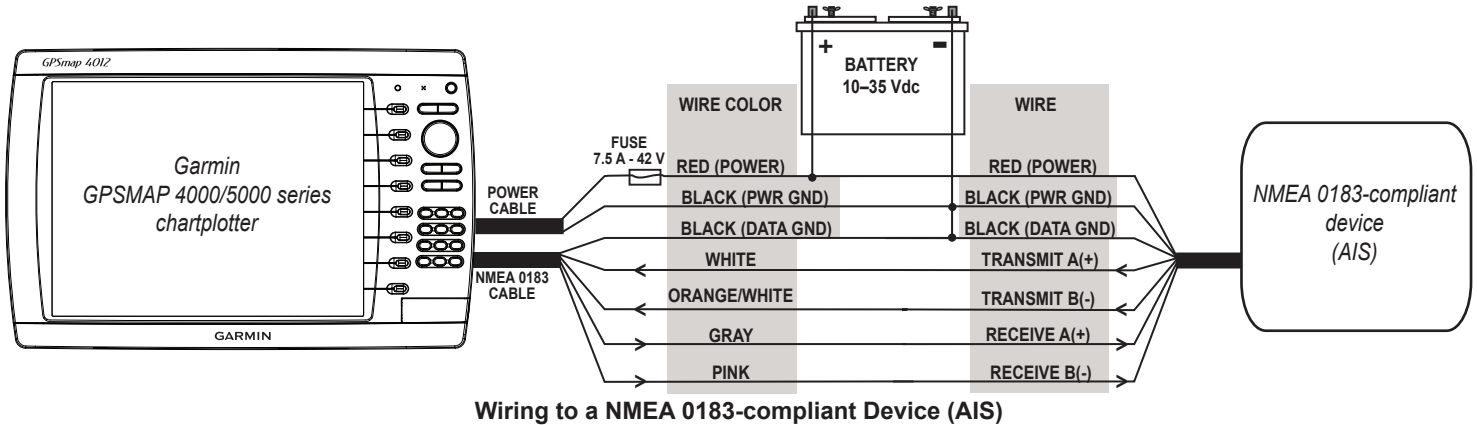 GPSmap 4012
Garmin
GPSMAP 4000/5000 series
chartplotter
GARMIN
POWER
CABLE
NMEA 0183
CABLE
FUSE
7.5 A - 42 V
+
-
BATTERY
10–35 Vdc
WIRE COLOR
WIRE
RED (POWER)
RED (POWER)
BLACK (PWR GND)
BLACK (PWR GND)
BLACK (DATA GND)
BLACK (DATA GND)
WHITE
TRANSMIT A(+)
ORANGE/WHITE
TRANSMIT B(-)
GRAY
RECEIVE A(+)
PINK
RECEIVE B(-)
NMEA 0183-compliant
device
(AIS)
Wiring to a NMEA 0183-compliant Device (AIS)